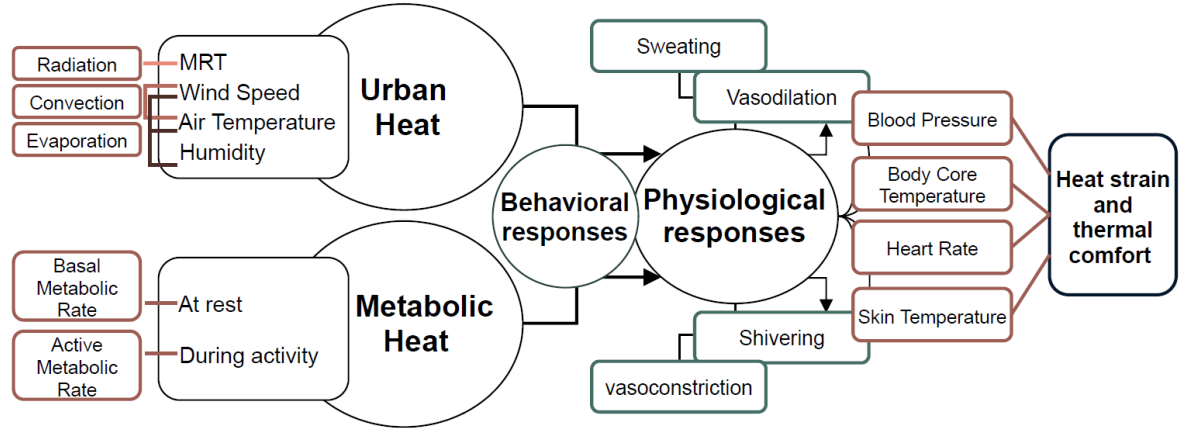 Radiation
Convection
Evaporation
MRT
Wind Speed
Air Temperature
Humidity
Urban
Heat
Basal
Metabolic
Rate
Active
Metabolic
Rate
At rest
During activity
Metabolic
Heat
Behavioral
responses
Physiological
responses
Sweating
Vasodilation
Shivering
vasoconstriction
Blood Pressure
Body Core
Temperature
Heart Rate
Skin Temperature
Heat strain
and
thermal
comfort